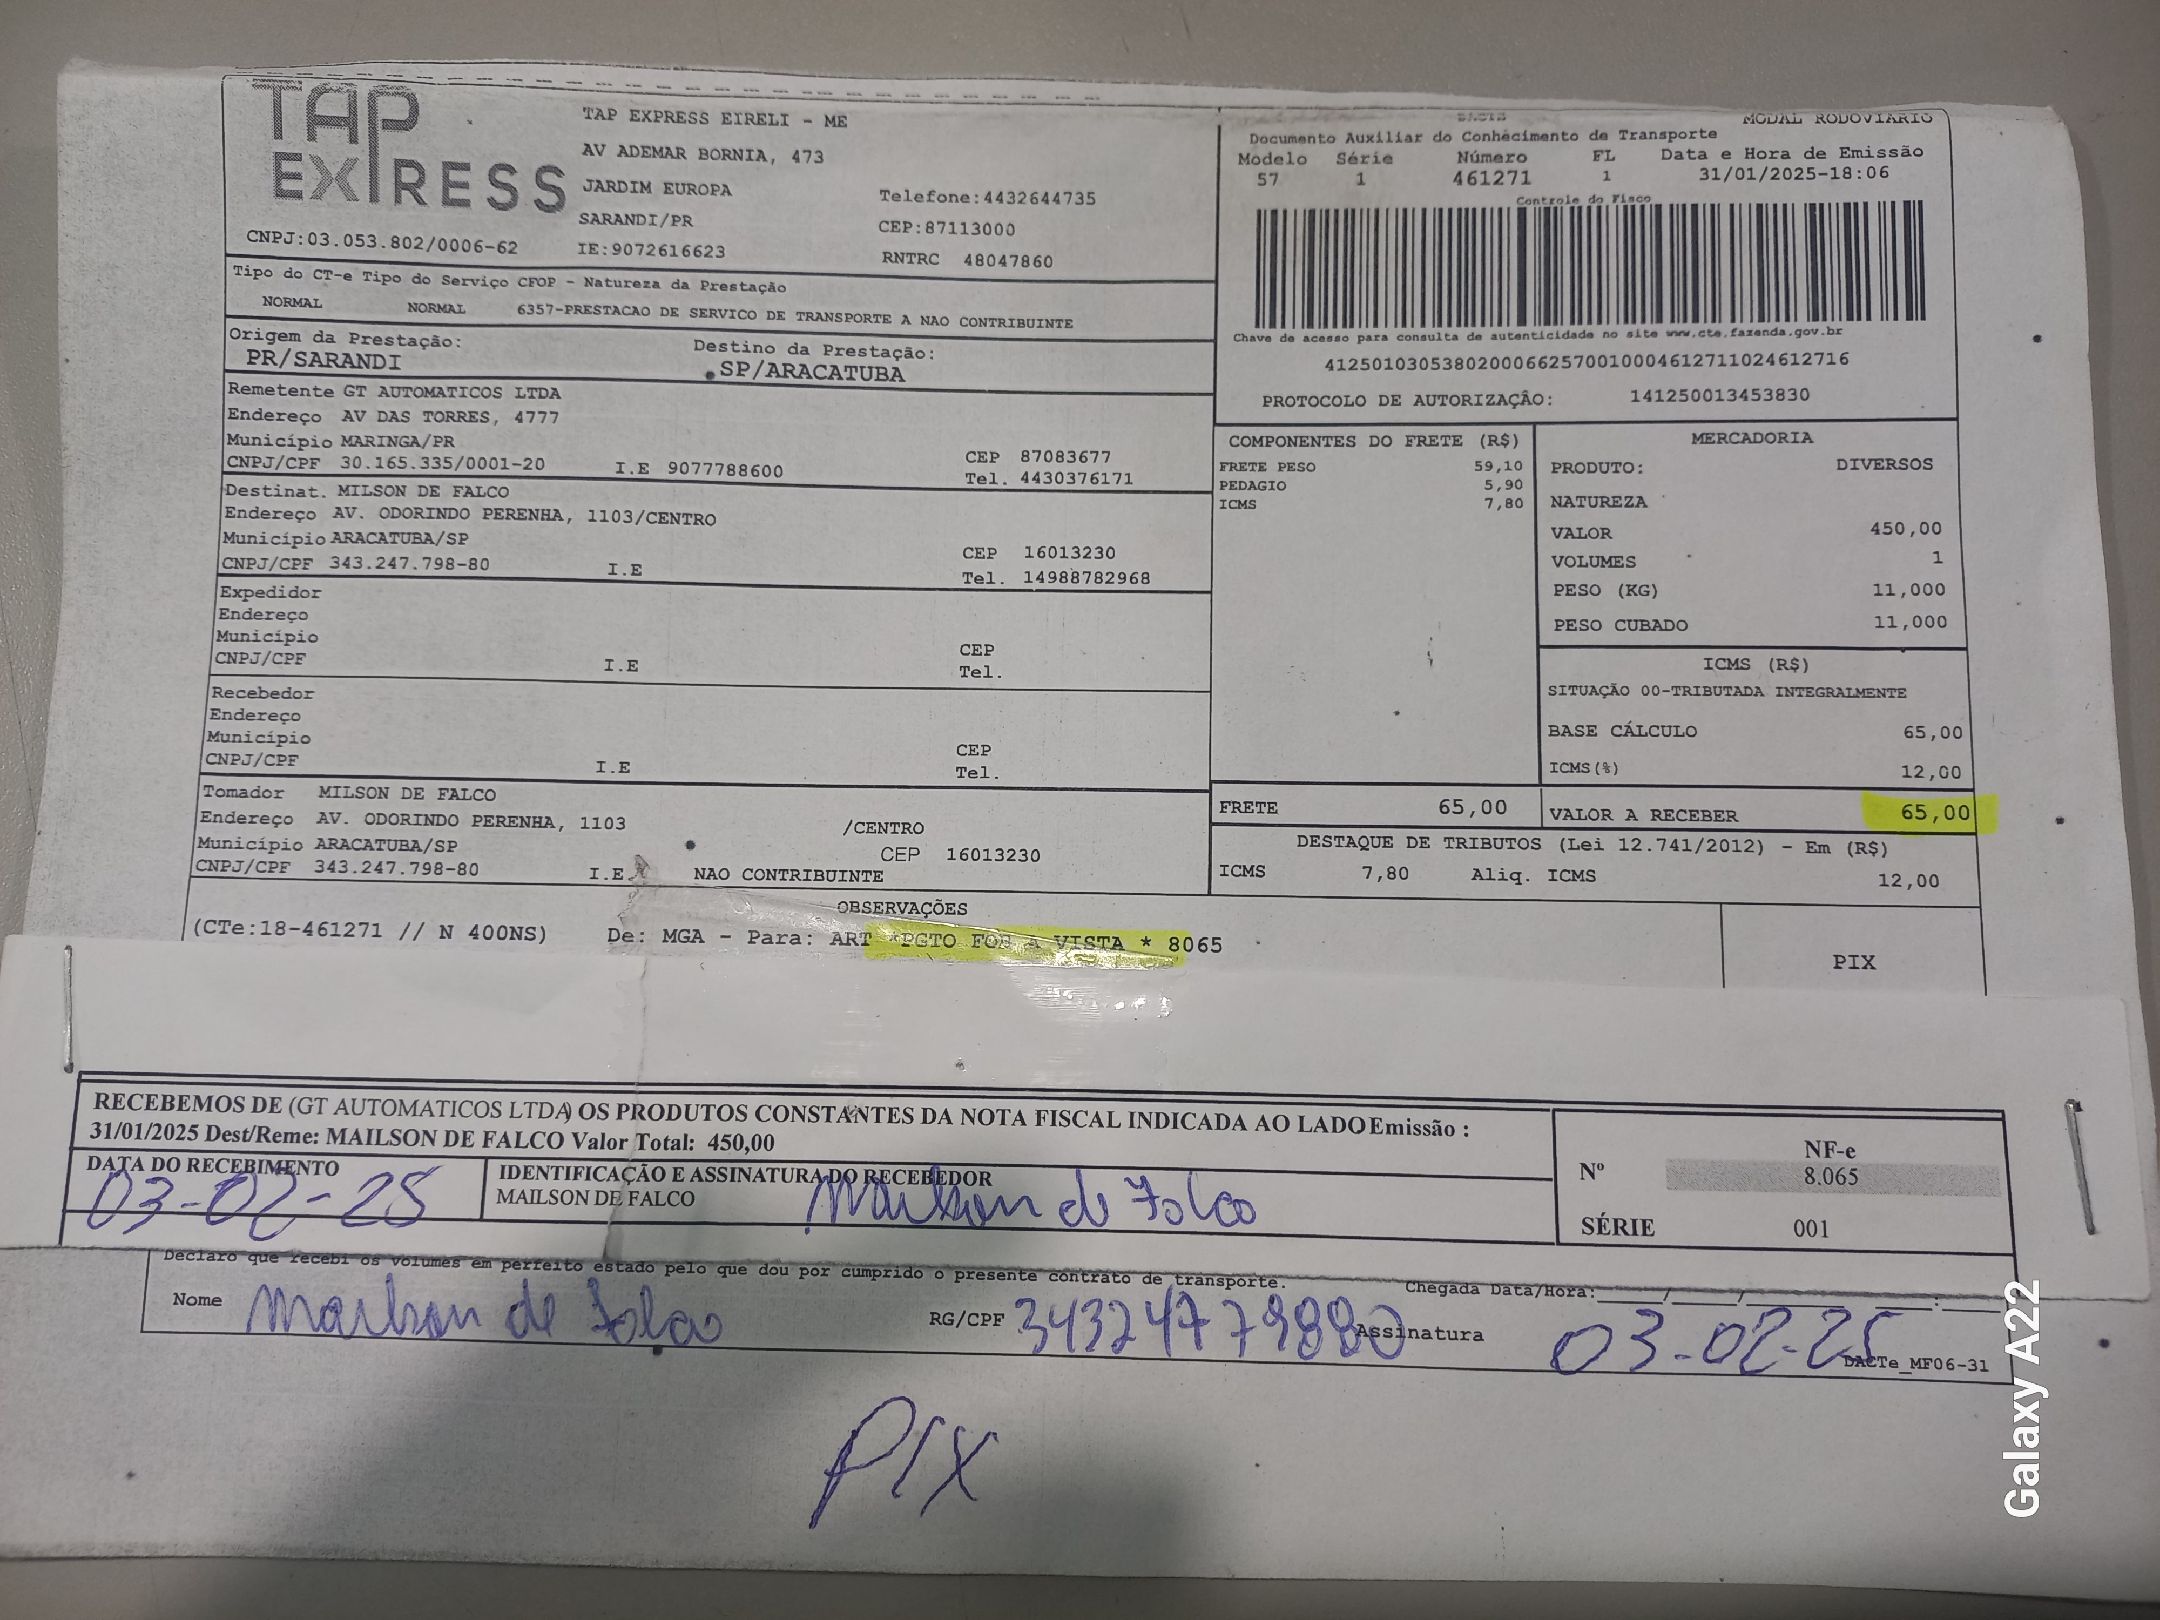 TAP
EXPRESS
TAP EXPRESS EIRELI - ME
AV ADEMAR BORNIA, 473
JARDIM EUROPA
SARANDI/PR
CNPJ:03.053.802/0006-62
IE:9072616623
Telefone:4432644735
CEP:87113000
RNTRC 48047860
MODAL RODOVIÁRIO
Documento Auxiliar do Conhecimento de Transporte
Modelo Série Número FL Data e Hora de Emissão
57 1 461271 1 31/01/2025-18:06
Controle do Fisco
Chave de acesso para consulta de autenticidade no site www.cte.fazenda.gov.br
41250103053802000662570010004612711024612716
PROTOCOLO DE AUTORIZAÇÃO: 141250013453830
Tipo do CT-e Tipo do Serviço CFOP - Natureza da Prestação
NORMAL NORMAL 6357-PRESTACAO DE SERVICO DE TRANSPORTE A NAO CONTRIBUINTE
Origem da Prestação: Destino da Prestação:
PR/SARANDI SP/ARACATUBA
Remetente GT AUTOMATICOS LTDA
Endereço AV DAS TORRES, 4777
Município MARINGA/PR CEP 87083677
CNPJ/CPF 30.165.335/0001-20 I.E 9077788600 Tel. 4430376171
Destinat. MILSON DE FALCO
Endereço AV. ODORINDO PERENHA, 1103/CENTRO
Município ARACATUBA/SP CEP 16013230
CNPJ/CPF 343.247.798-80 I.E Tel. 14988782968
Expedidor
Endereço
Município CEP
CNPJ/CPF I.E Tel.
Recebedor
Endereço
Município CEP
CNPJ/CPF I.E Tel.
Tomador MILSON DE FALCO
Endereço AV. ODORINDO PERENHA, 1103 /CENTRO
Município ARACATUBA/SP CEP 16013230
CNPJ/CPF 343.247.798-80 I.E NAO CONTRIBUINTE
COMPONENTES DO FRETE (R$)
FRETE PESO 59,10
PEDAGIO 5,90
ICMS 7,80
MERCADORIA
PRODUTO: DIVERSOS
NATUREZA
VALOR 450,00
VOLUMES 1
PESO (KG) 11,000
PESO CUBADO 11,000
ICMS (R$)
SITUAÇÃO 00-TRIBUTADA INTEGRALMENTE
BASE CÁLCULO 65,00
ICMS(%) 12,00
FRETE 65,00 VALOR A RECEBER 65,00
DESTAQUE DE TRIBUTOS (Lei 12.741/2012) - Em (R$)
ICMS 7,80 Aliq. ICMS 12,00
OBSERVAÇÕES
(CTe:18-461271 // N 400NS) De: MGA - Para: ART *PGTO FOB A VISTA * 8065
PIX
RECEBEMOS DE (GT AUTOMATICOS LTDA) OS PRODUTOS CONSTANTES DA NOTA FISCAL INDICADA AO LADO Emissão :
31/01/2025 Dest/Reme: MAILSON DE FALCO Valor Total: 450,00
DATA DO RECEBIMENTO
03-02-25
IDENTIFICAÇÃO E ASSINATURA DO RECEBEDOR
MAILSON DE FALCO
Mailson de Falco
NF-e
Nº 8.065
SÉRIE 001
Declaro que recebi os volumes em perfeito estado pelo que dou por cumprido o presente contrato de transporte.
Chegada Data/Hora:_____/_____/_______________:_____
Nome Mailson de Falco RG/CPF 34324779880 Assinatura 03-02-25
DACTe_MF06-31
PIX
Galaxy A22